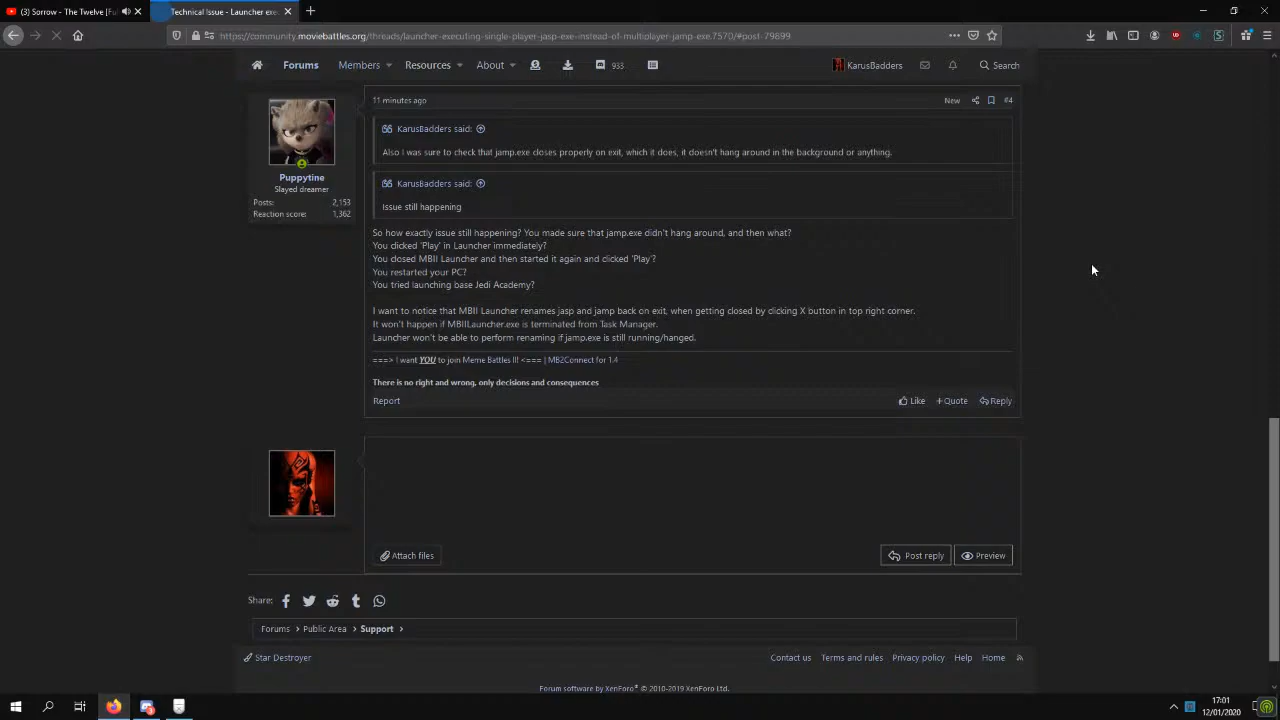 (3) Sorrow - The Twelve [Ful
Technical Issue - Launcher exe
https://community.moviebattles.org/threads/launcher-executing-single-player-jasp-exe-instead-of-multiplayer-jamp-exe.7570/#post-79899
Forums
Members
Resources
About
933
KarusBadders
Search
11 minutes ago
New
#4
KarusBadders said:
Also I was sure to check that jamp.exe closes properly on exit, which it does, it doesn't hang around in the background or anything.
KarusBadders said:
Issue still happening
Puppytine
Slayed dreamer
Posts: 2,153
Reaction score: 1,362
So how exactly issue still happening? You made sure that jamp.exe didn't hang around, and then what?
You clicked 'Play' in Launcher immediately?
You closed MBII Launcher and then started it again and clicked 'Play'?
You restarted your PC?
You tried launching base Jedi Academy?
I want to notice that MBII Launcher renames jasp and jamp back on exit, when getting closed by clicking X button in top right corner.
It won't happen if MBIILauncher.exe is terminated from Task Manager.
Launcher won't be able to perform renaming if jamp.exe is still running/hanged.
===> I want YOU to join Meme Battles II! <=== | MB2Connect for 1.4
There is no right and wrong, only decisions and consequences
Report
Like
+Quote
Reply
Attach files
Post reply
Preview
Share:
Forums > Public Area > Support >
Star Destroyer
Contact us
Terms and rules
Privacy policy
Help
Home
Forum software by XenForo® © 2010-2019 XenForo Ltd.
17:01
12/01/2020